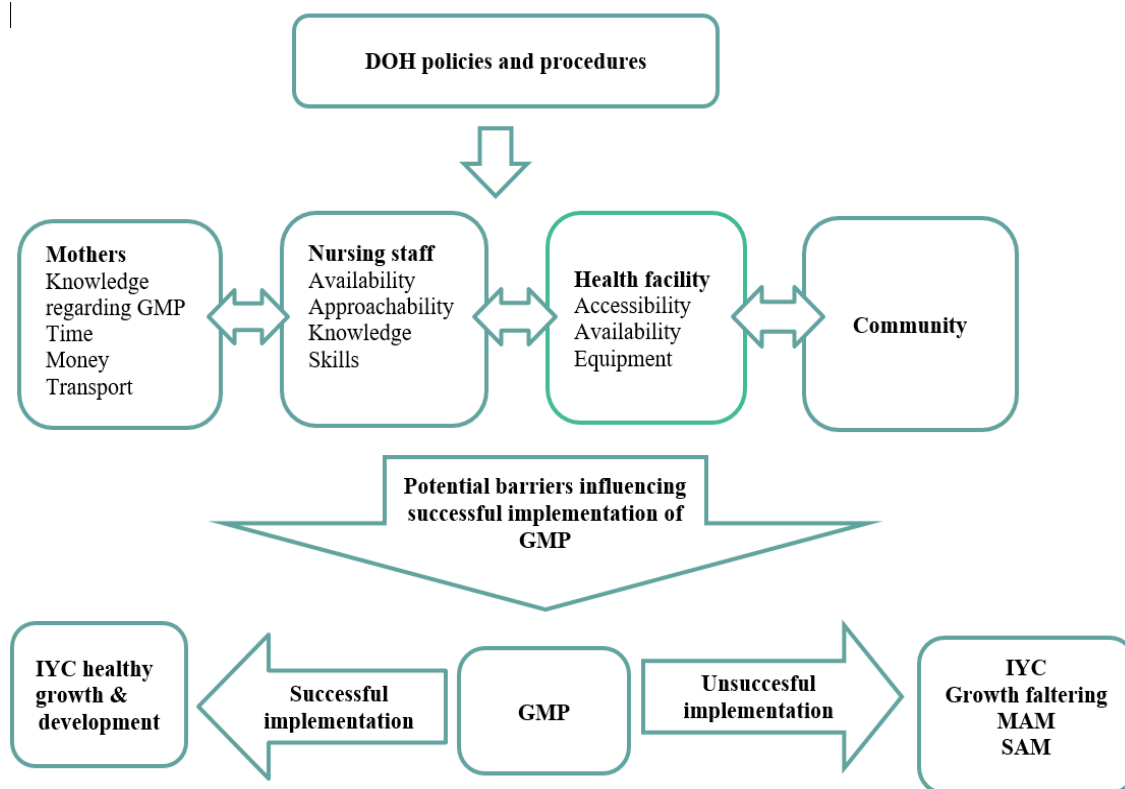 DOH policies and procedures
Mothers
Knowledge
regarding GMP
Time
Money
Transport
Nursing staff
Availability
Approachability
Knowledge
Skills
Health facility
Accessibility
Availability
Equipment
Community
Potential barriers influencing
successful implementation of
GMP
IYC healthy
growth &
development
Successful
implementation
GMP
Unsuccesful
implementation
IYC
Growth faltering
MAM
SAM